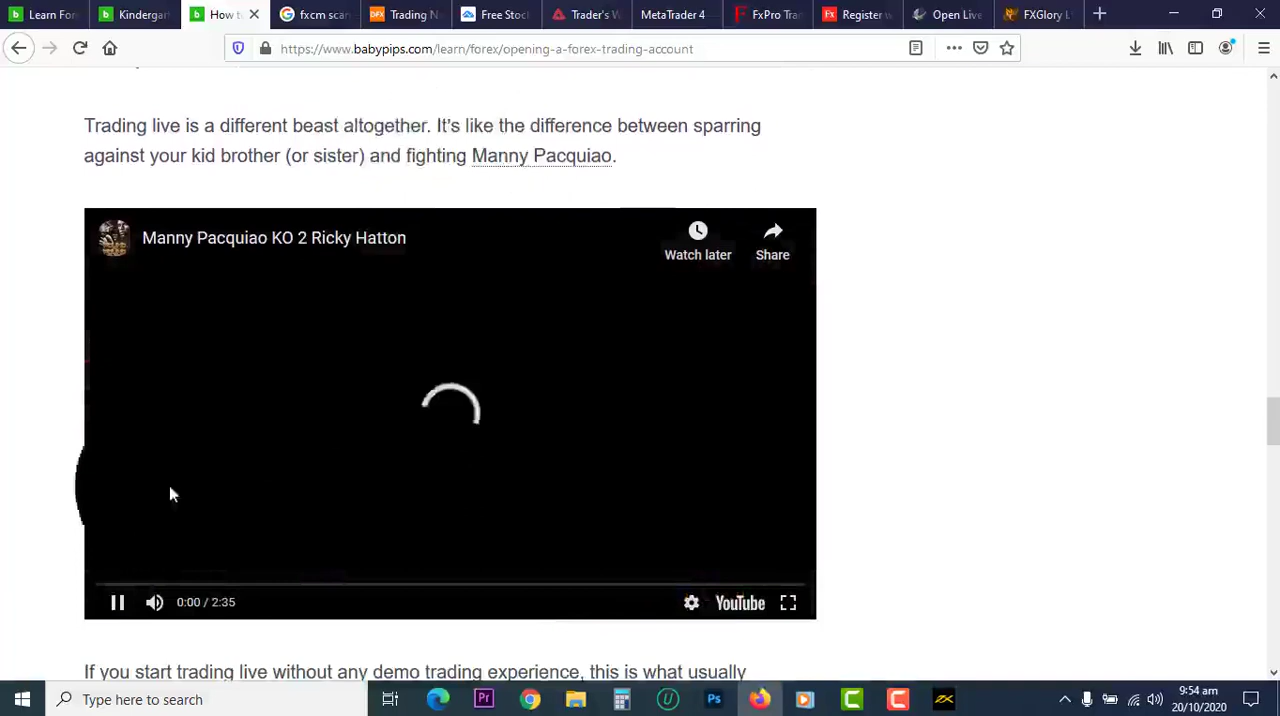 Learn For
Kindergart
How to
fxcm scan
Trading N
Free Stock
Trader's W
MetaTrader 4
FxPro Tra
Register w
Open Live
FXGlory L
https://www.babypips.com/learn/forex/opening-a-forex-trading-account
Trading live is a different beast altogether. It's like the difference between sparring
against your kid brother (or sister) and fighting Manny Pacquiao.
Manny Pacquiao KO 2 Ricky Hatton
Watch later
Share
0:00 / 2:35
YouTube
If you start trading live without any demo trading experience, this is what usually
Type here to search
9:54 am
20/10/2020